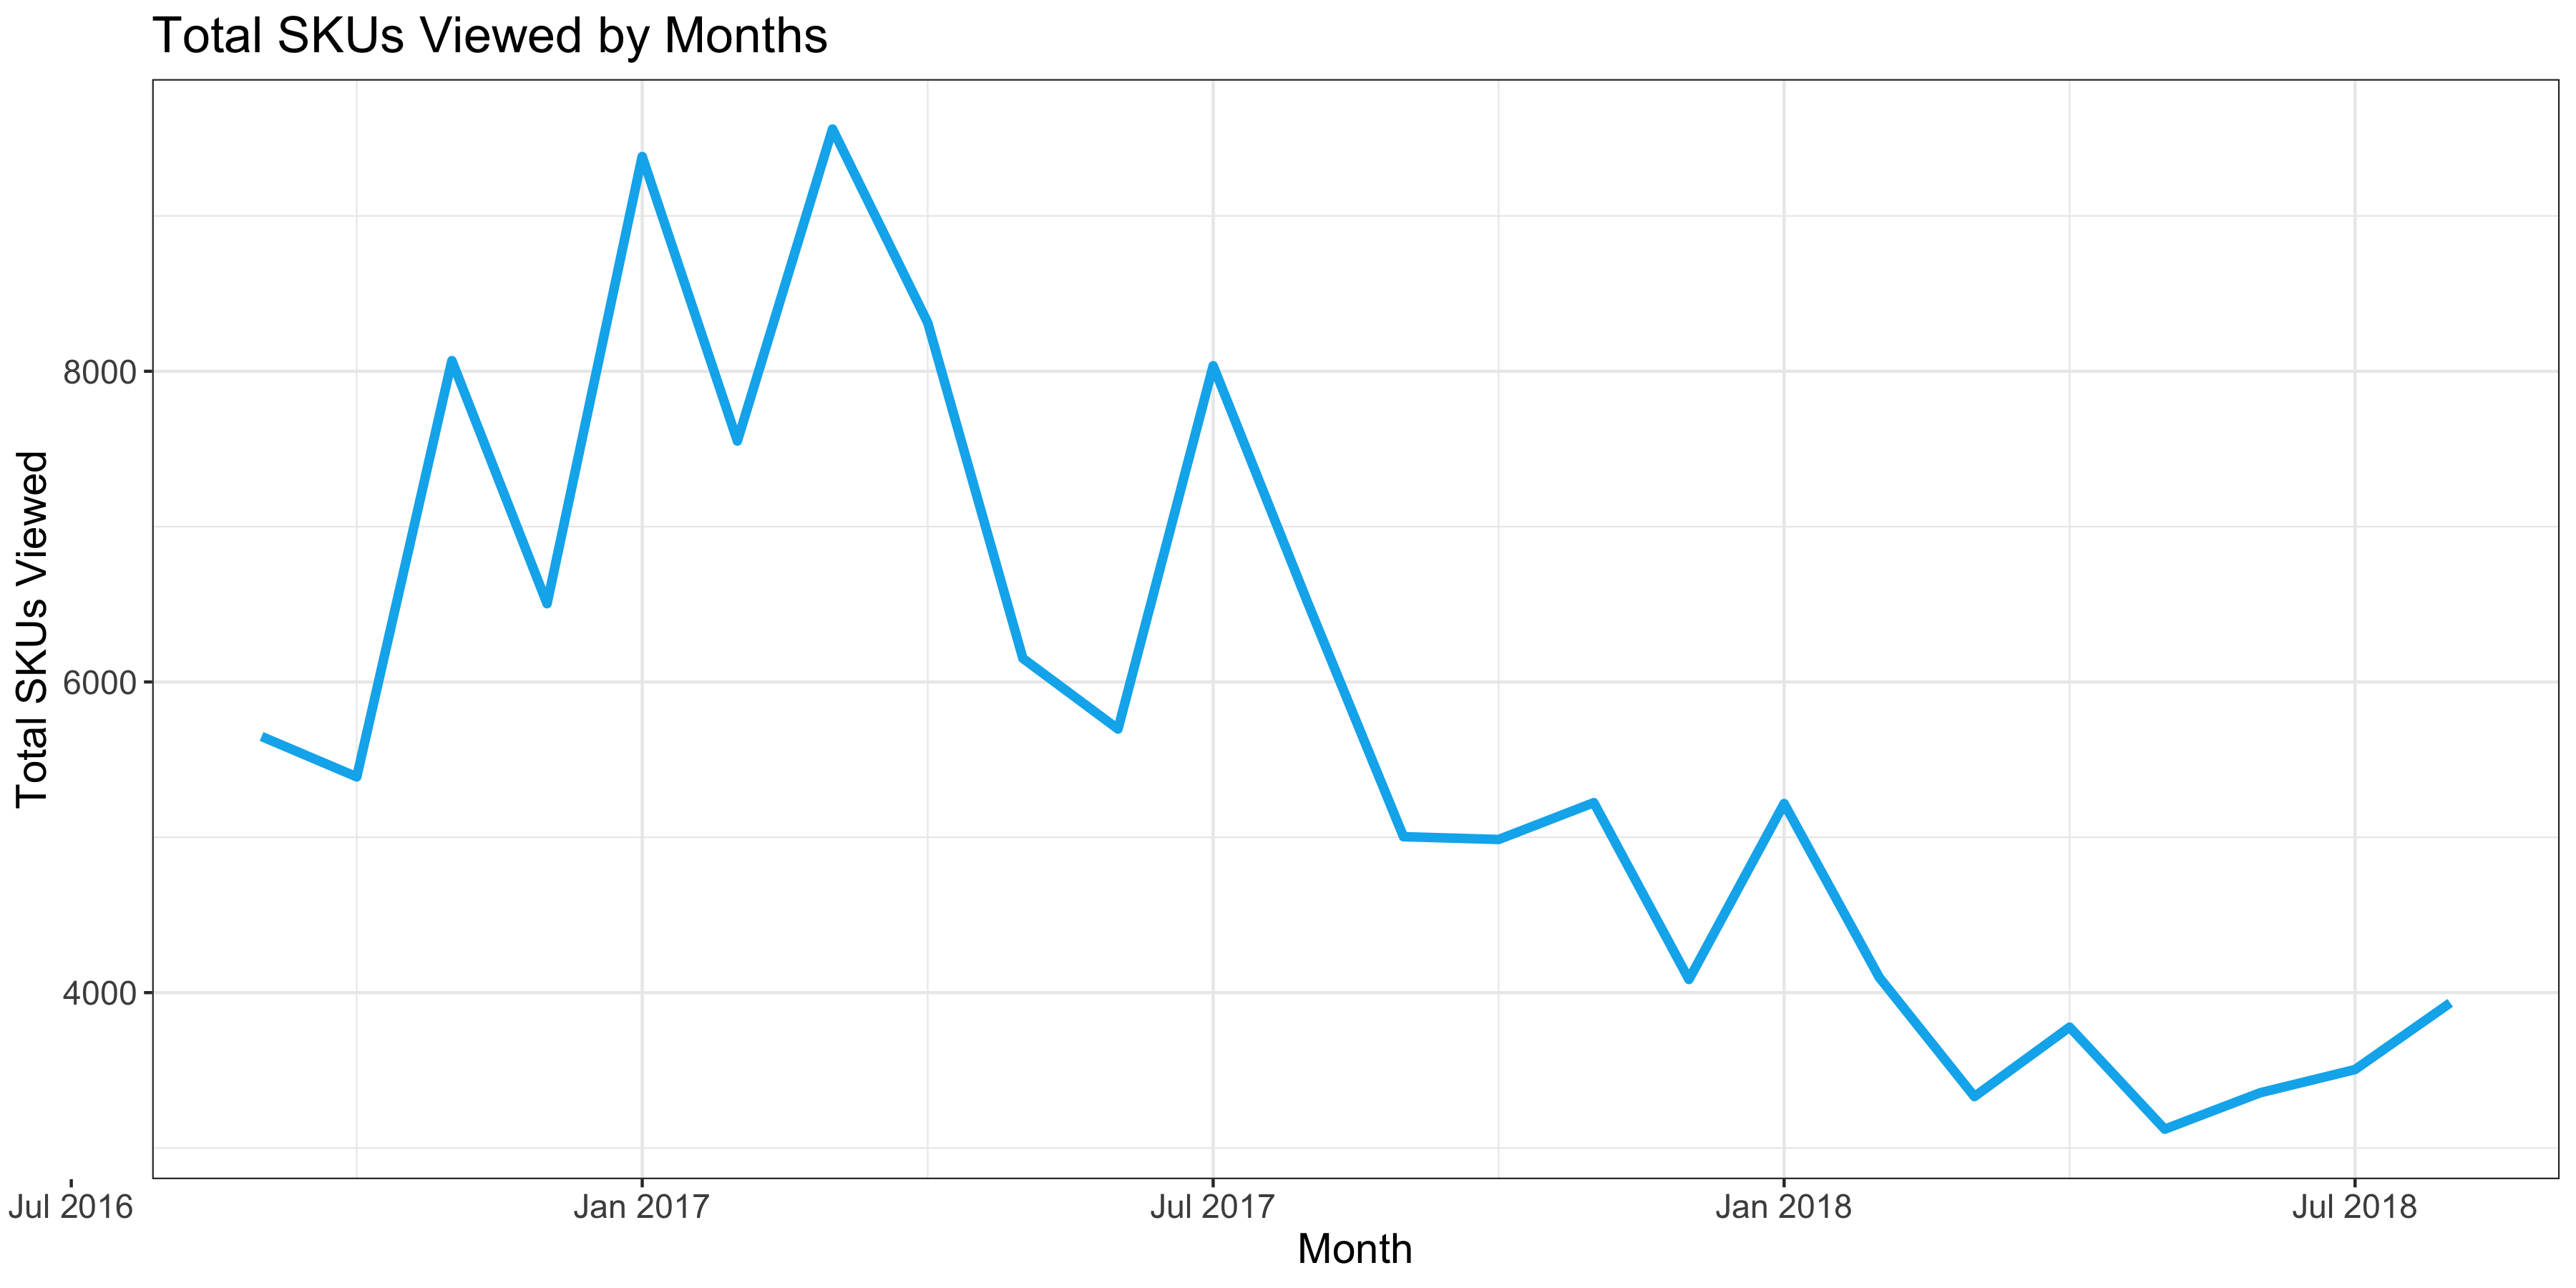 Total SKUs Viewed by Months
Total SKUs Viewed
8000
6000
4000
Jul 2016
Jan 2017
Jul 2017
Jan 2018
Jul 2018
Month